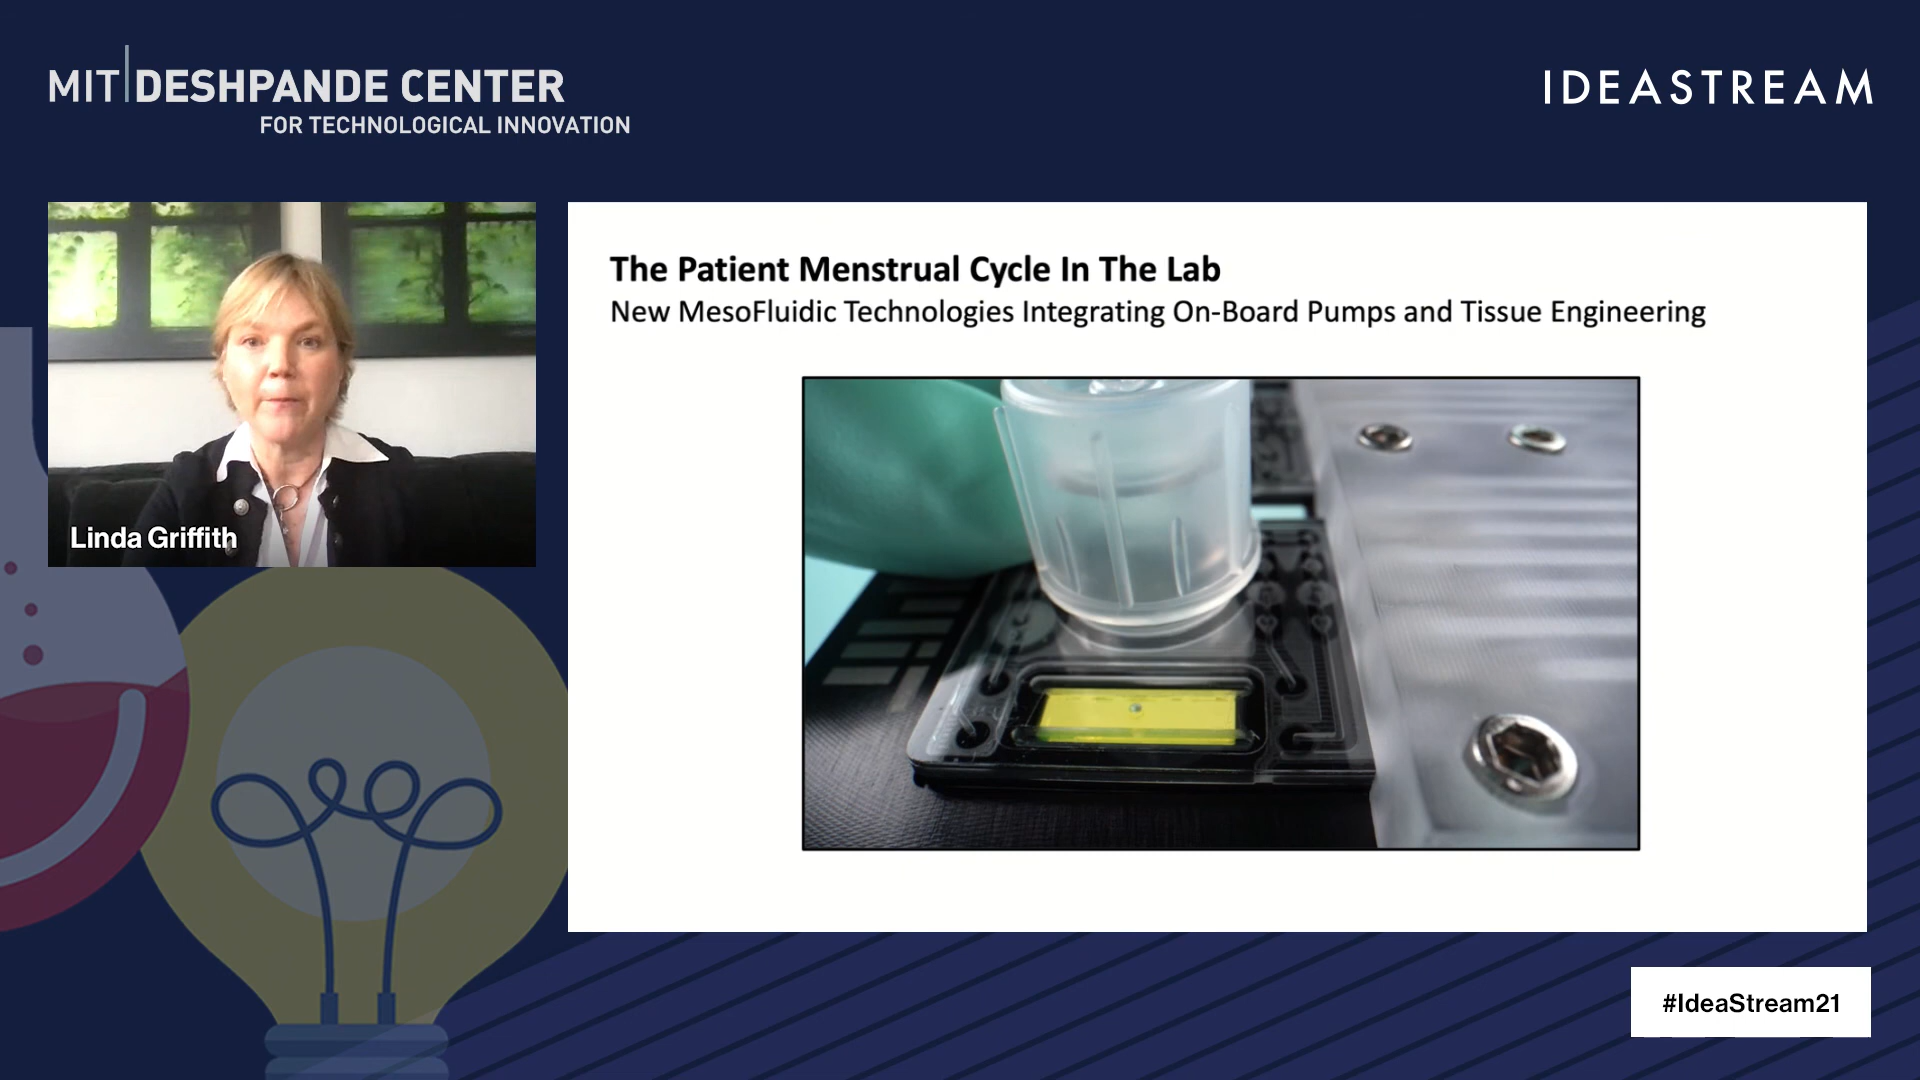 MIT DESHPANDE CENTER
FOR TECHNOLOGICAL INNOVATION
IDEASTREAM
Linda Griffith
The Patient Menstrual Cycle In The Lab
New MesoFluidic Technologies Integrating On-Board Pumps and Tissue Engineering
#IdeaStream21